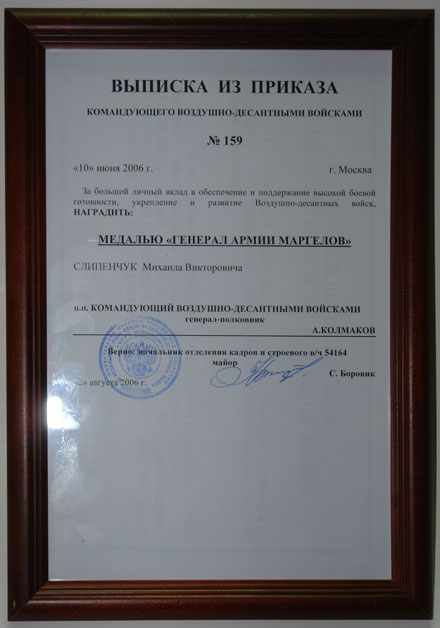 ВЫПИСКА ИЗ ПРИКАЗА
КОМАНДУЮЩЕГО ВОЗДУШНО-ДЕСАНТНЫМИ ВОЙСКАМИ
№ 159
«10» июня 2006 г. г. Москва
За большой личный вклад в обеспечение и поддержание высокой боевой
готовности, укрепление и развитие Воздушно-десантных войск,
НАГРАДИТЬ:
МЕДАЛЬЮ «ГЕНЕРАЛ АРМИИ МАРГЕЛОВ»
СЛИПЕНЧУК Михаила Викторовича
п.п. КОМАНДУЮЩИЙ ВОЗДУШНО-ДЕСАНТНЫМИ ВОЙСКАМИ
генерал-полковник
А.КОЛМАКОВ
Верно: начальник отделения кадров и строевого в/ч 54164
майор
С. Боровик
«2» августа 2006 г.